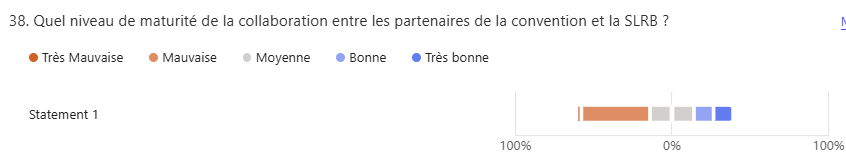 38. Quel niveau de maturité de la collaboration entre les partenaires de la convention et la SLRB ?
Très Mauvaise Mauvaise Moyenne Bonne Très bonne
Statement 1
100% 0% 100%